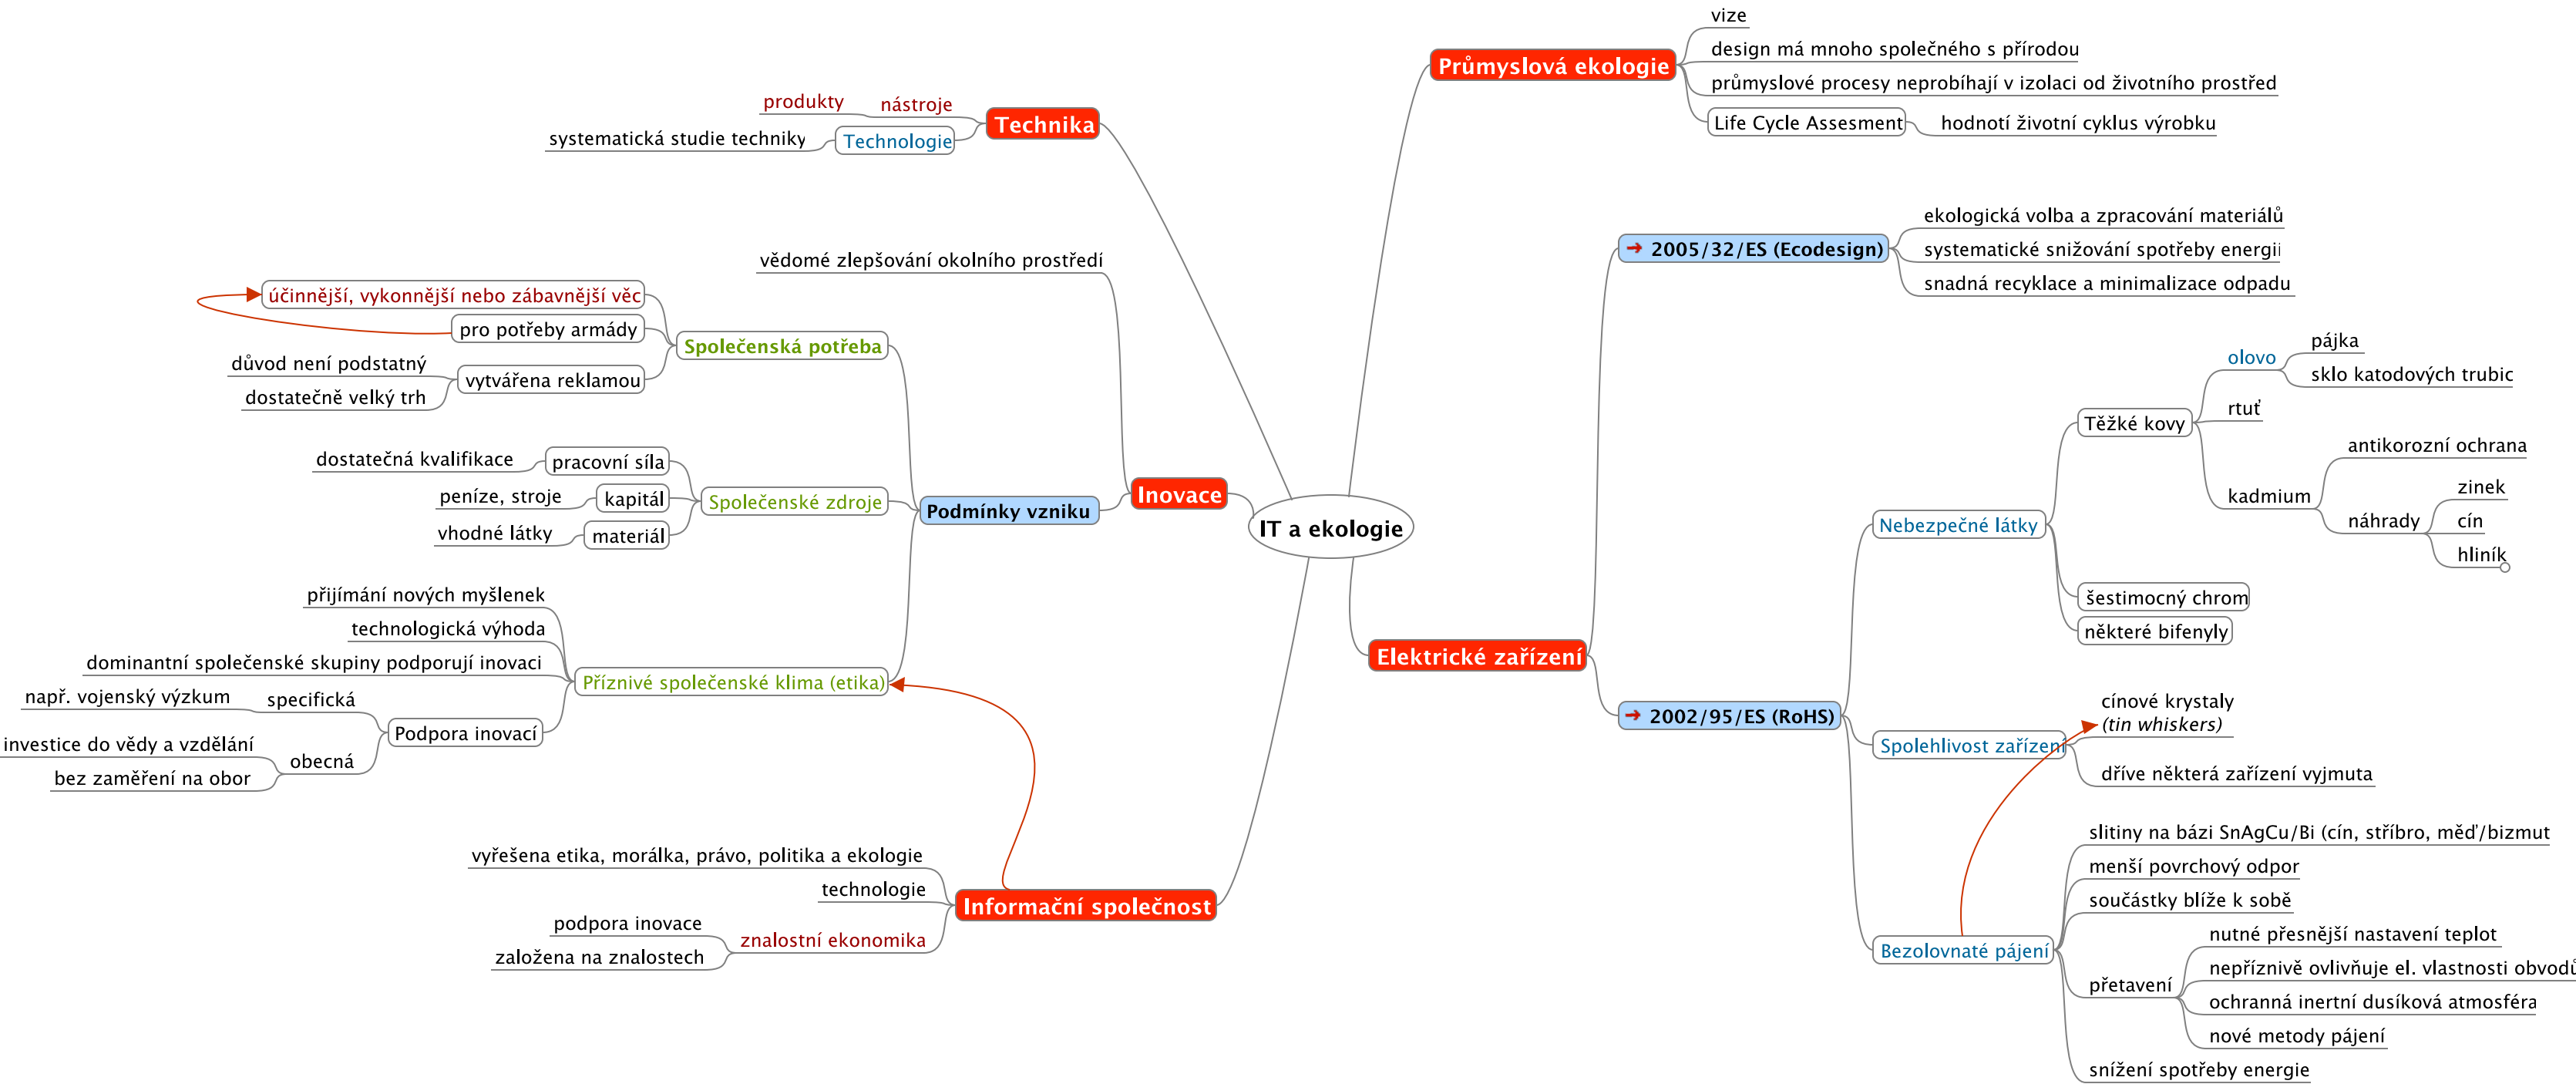 IT a ekologie
Technika
nástroje
produkty
Technologie
systematická studie techniky
Inovace
vědomé zlepšování okolního prostředí
Podmínky vzniku
Společenská potřeba
účinnější, vykonnější nebo zábavnější věc
pro potřeby armády
vytvářena reklamou
důvod není podstatný
dostatečně velký trh
Společenské zdroje
pracovní síla
dostatečná kvalifikace
kapitál
peníze, stroje
materiál
vhodné látky
Příznivé společenské klima (etika)
přijímání nových myšlenek
technologická výhoda
dominantní společenské skupiny podporují inovaci
Podpora inovací
specifická
např. vojenský výzkum
obecná
investice do vědy a vzdělání
bez zaměření na obor
Informační společnost
vyřešena etika, morálka, právo, politika a ekologie
technologie
znalostní ekonomika
podpora inovace
založena na znalostech
Průmyslová ekologie
vize
design má mnoho společného s přírodou
průmyslové procesy neprobíhají v izolaci od životního prostřed
Life Cycle Assesment
hodnotí životní cyklus výrobku
Elektrické zařízení
2005/32/ES (Ecodesign)
ekologická volba a zpracování materiálů
systematické snižování spotřeby energii
snadná recyklace a minimalizace odpadu
2002/95/ES (RoHS)
Nebezpečné látky
Těžké kovy
olovo
pájka
sklo katodových trubic
rtuť
kadmium
antikorozní ochrana
náhrady
zinek
cín
hliník
šestimocný chrom
některé bifenyly
Spolehlivost zařízení
cínové krystaly
(tin whiskers)
dříve některá zařízení vyjmuta
Bezolovnaté pájení
slitiny na bázi SnAgCu/Bi (cín, stříbro, měď/bizmut
menší povrchový odpor
součástky blíže k sobě
přetavení
nutné přesnější nastavení teplot
nepříznivě ovlivňuje el. vlastnosti obvodů
ochranná inertní dusíková atmosféra
nové metody pájení
snížení spotřeby energie